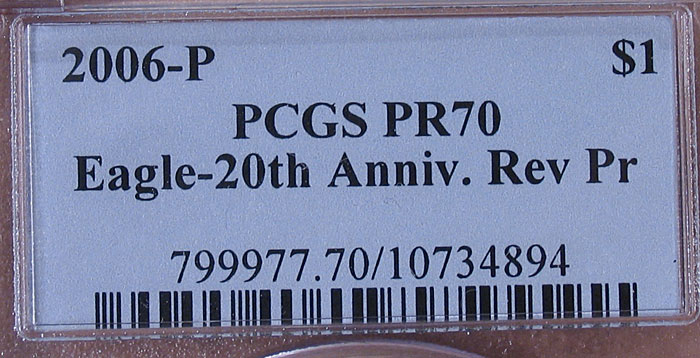 2006-P $1
PCGS PR70
Eagle-20th Anniv. Rev Pr
799977.70/10734894